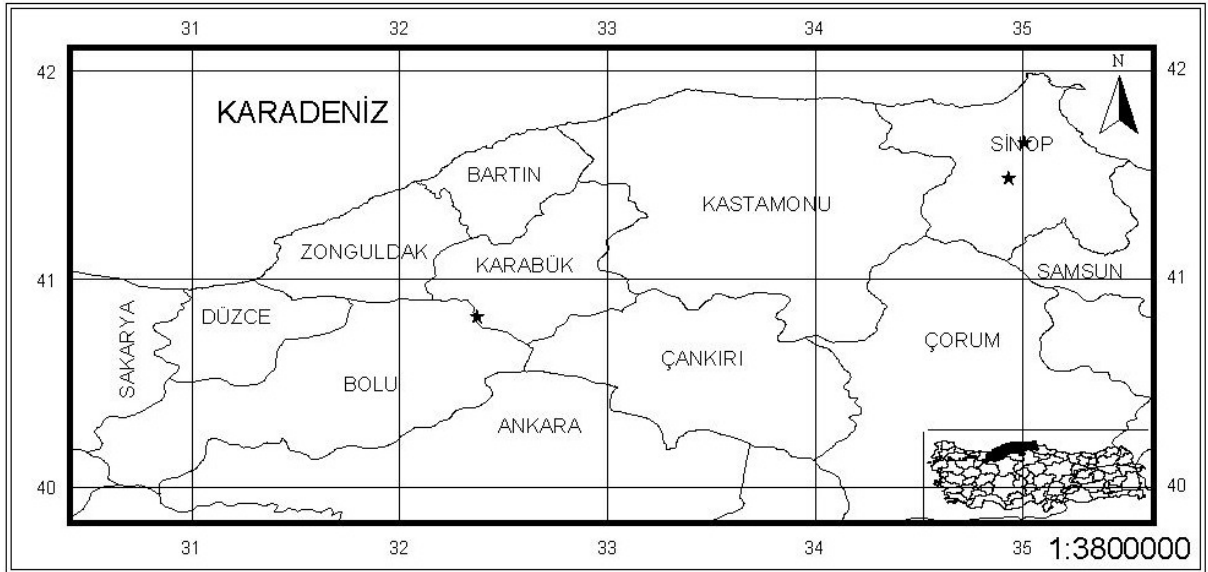 31 32 33 34 35
42 42
N
KARADENİZ
SİNOP
BARTIN
KASTAMONU
ZONGULDAK
KARABÜK
SAMSUN
41 41
SAKARYA
DÜZCE
ÇORUM
ÇANKIRI
BOLU
ANKARA
40 40
31 32 33 34 35
1:3800000